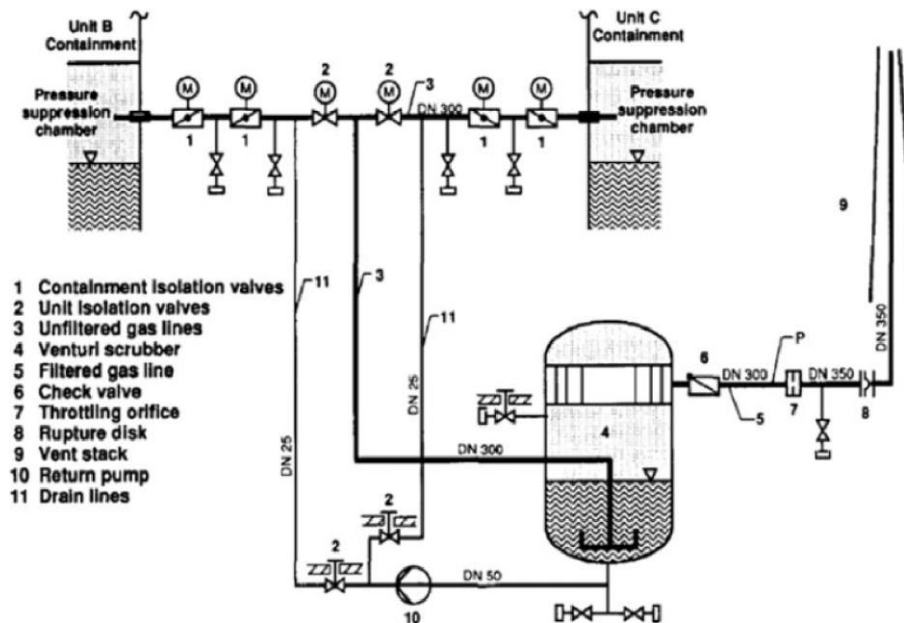 Unit B
Containment
Unit C
Containment
M
M
2
M
2
M
3
DN 300
M
M
Pressure
suppression
chamber
Pressure
suppression
chamber
1
1
1
1
9
11
3
11
1 Containment isolation valves
2 Unit isolation valves
3 Unfiltered gas lines
4 Venturi scrubber
5 Filtered gas line
6 Check valve
7 Throttling orifice
8 Rupture disk
9 Vent stack
10 Return pump
11 Drain lines
DN 25
DN 25
DN 300
4
6
DN 300
P
5
7
DN 350
8
DN 350
2
2
DN 50
10